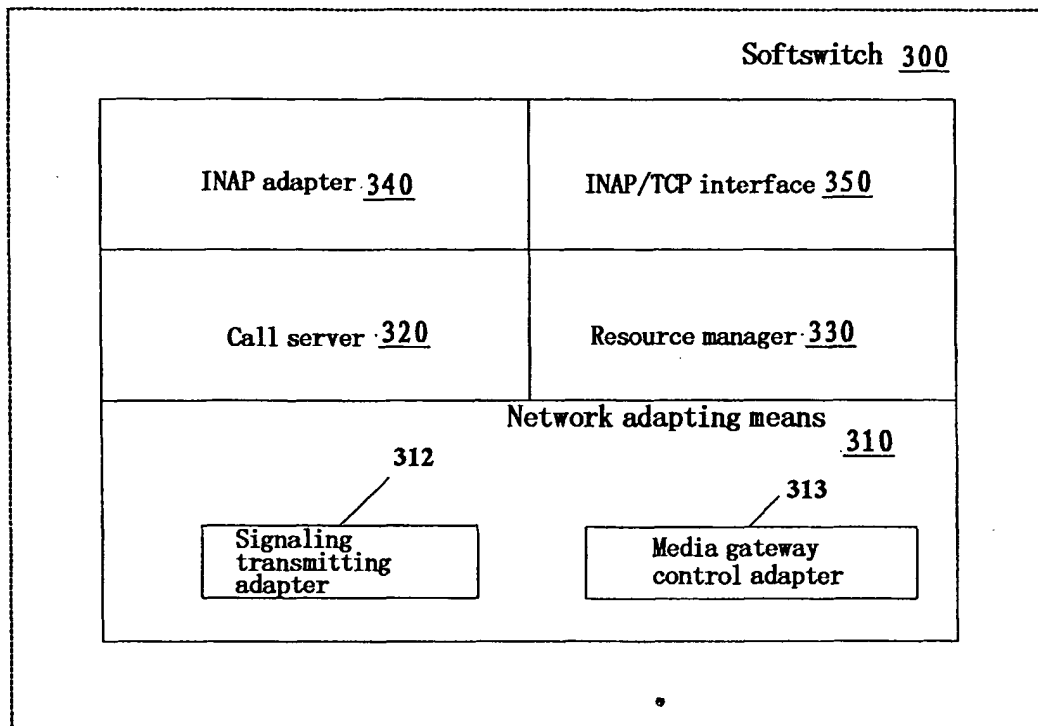 Softswitch 300
INAP adapter 340
INAP/TCP interface 350
Call server 320
Resource manager 330
Network adapting means
310
312
313
Signaling
transmitting
adapter
Media gateway
control adapter